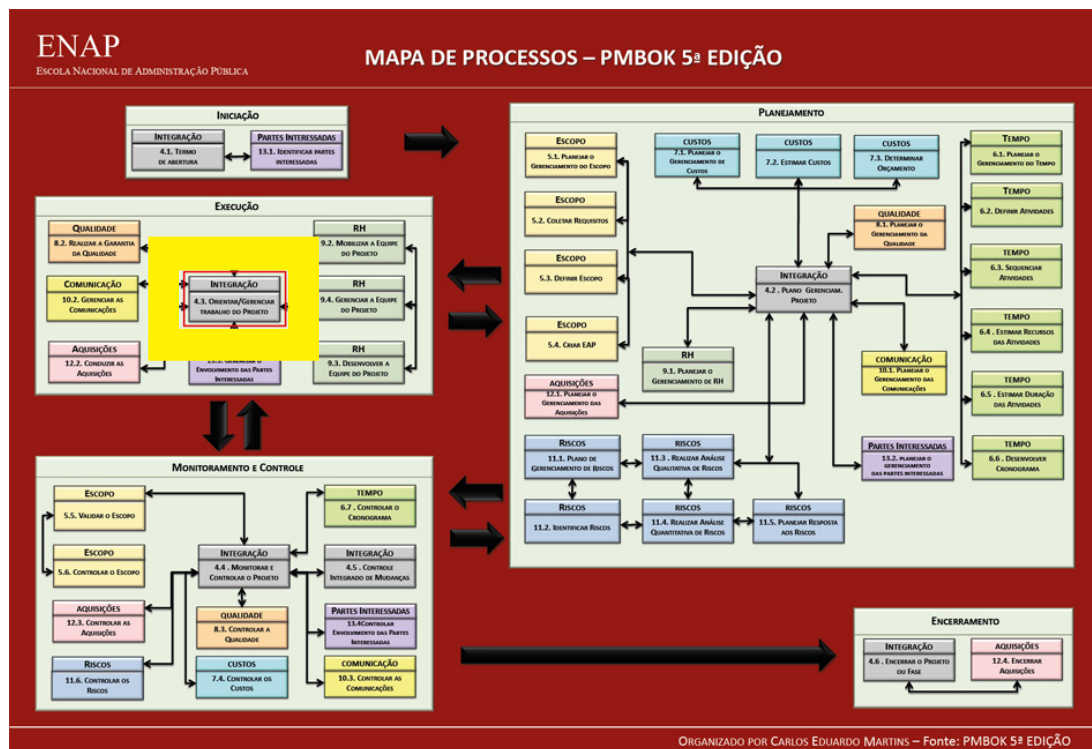 ENAP
ESCOLA NACIONAL DE ADMINISTRAÇÃO PÚBLICA
MAPA DE PROCESSOS – PMBOK 5ª EDIÇÃO
INICIAÇÃO
INTEGRAÇÃO
4.1. TERMO
DE ABERTURA
PARTES INTERESSADAS
13.1. IDENTIFICAR PARTES
INTERESSADAS
EXECUÇÃO
QUALIDADE
8.2. REALIZAR A GARANTIA
DA QUALIDADE
RH
9.2. MOBILIZAR A EQUIPE
DO PROJETO
COMUNICAÇÃO
10.2. GERENCIAR AS
COMUNICAÇÕES
INTEGRAÇÃO
4.3. ORIENTAR/GERENCIAR
TRABALHO DO PROJETO
RH
9.4. GERENCIAR A EQUIPE
DO PROJETO
AQUISIÇÕES
12.2. CONDUZIR AS
AQUISIÇÕES
13.3. GERENCIAR O
ENVOLVIMENTO DAS PARTES
INTERESSADAS
RH
9.3. DESENVOLVER A
EQUIPE DO PROJETO
PLANEJAMENTO
ESCOPO
5.1. PLANEJAR O
GERENCIAMENTO DO ESCOPO
CUSTOS
7.1. PLANEJAR O
GERENCIAMENTO DE
CUSTOS
CUSTOS
7.2. ESTIMAR CUSTOS
CUSTOS
7.3. DETERMINAR
ORÇAMENTO
TEMPO
6.1. PLANEJAR O
GERENCIAMENTO DO TEMPO
ESCOPO
5.2. COLETAR REQUISITOS
QUALIDADE
8.1. PLANEJAR O
GERENCIAMENTO DA
QUALIDADE
TEMPO
6.2. DEFINIR ATIVIDADES
ESCOPO
5.3. DEFINIR ESCOPO
INTEGRAÇÃO
4.2 . PLANO GERENCIAM.
PROJETO
TEMPO
6.3. SEQUENCIAR
ATIVIDADES
ESCOPO
5.4. CRIAR EAP
RH
9.1. PLANEJAR O
GERENCIAMENTO DE RH
COMUNICAÇÃO
10.1. PLANEJAR O
GERENCIAMENTO DAS
COMUNICAÇÕES
TEMPO
6.4 ESTIMAR RECURSOS
DAS ATIVIDADES
AQUISIÇÕES
12.1. PLANEJAR O
GERENCIAMENTO DAS
AQUISIÇÕES
TEMPO
6.5 . ESTIMAR DURAÇÃO
DAS ATIVIDADES
RISCOS
11.1. PLANO DE
GERENCIAMENTO DE RISCOS
RISCOS
11.3 . REALIZAR ANÁLISE
QUALITATIVA DE RISCOS
PARTES INTERESSADAS
13.2. PLANEJAR O
GERENCIAMENTO
DAS PARTES INTERESSADAS
TEMPO
6.6 . DESENVOLVER
CRONOGRAMA
RISCOS
11.2. IDENTIFICAR RISCOS
RISCOS
11.4. REALIZAR ANÁLISE
QUANTITATIVA DE RISCOS
RISCOS
11.5. PLANEJAR RESPOSTA
AOS RISCOS
MONITORAMENTO E CONTROLE
ESCOPO
5.5. VALIDAR O ESCOPO
TEMPO
6.7 . CONTROLAR O
CRONOGRAMA
ESCOPO
5.6. CONTROLAR O ESCOPO
INTEGRAÇÃO
4.4 . MONITORAR E
CONTROLAR O PROJETO
INTEGRAÇÃO
4.5 . CONTROLE
INTEGRADO DE MUDANÇAS
AQUISIÇÕES
12.3. CONTROLAR AS
AQUISIÇÕES
QUALIDADE
8.3. CONTROLAR A
QUALIDADE
PARTES INTERESSADAS
13.4CONTROLAR
ENVOLVIMENTO DAS PARTES
INTERESSADAS
RISCOS
11.6. CONTROLAR OS
RISCOS
CUSTOS
7.4. CONTROLAR OS
CUSTOS
COMUNICAÇÃO
10.3. CONTROLAR AS
COMUNICAÇÕES
ENCERRAMENTO
INTEGRAÇÃO
4.6 . ENCERRAR O PROJETO
OU FASE
AQUISIÇÕES
12.4. ENCERRAR
AQUISIÇÕES
ORGANIZADO POR CARLOS EDUARDO MARTINS – Fonte: PMBOK 5ª EDIÇÃO